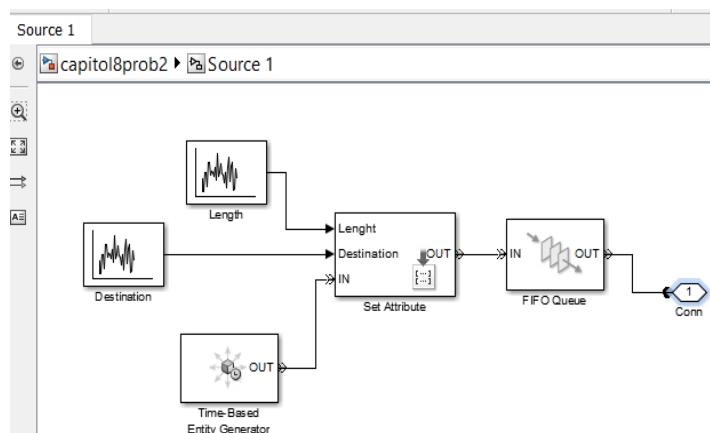 Source 1
capitol8prob2 Source 1
Length
Lenght
Destination
OUT
IN
Set Attribute
Destination
IN
OUT
FIFO Queue
1
Conn
OUT
Time-Based
Entity Generator